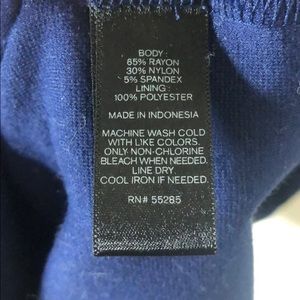 BODY:
65% RAYON
30% NYLON
5% SPANDEX
LINING:
100% POLYESTER
MADE IN INDONESIA
MACHINE WASH COLD
WITH LIKE COLORS.
ONLY NON-CHLORINE
BLEACH WHEN NEEDED.
LINE DRY.
COOL IRON IF NEEDED.
RN# 55285